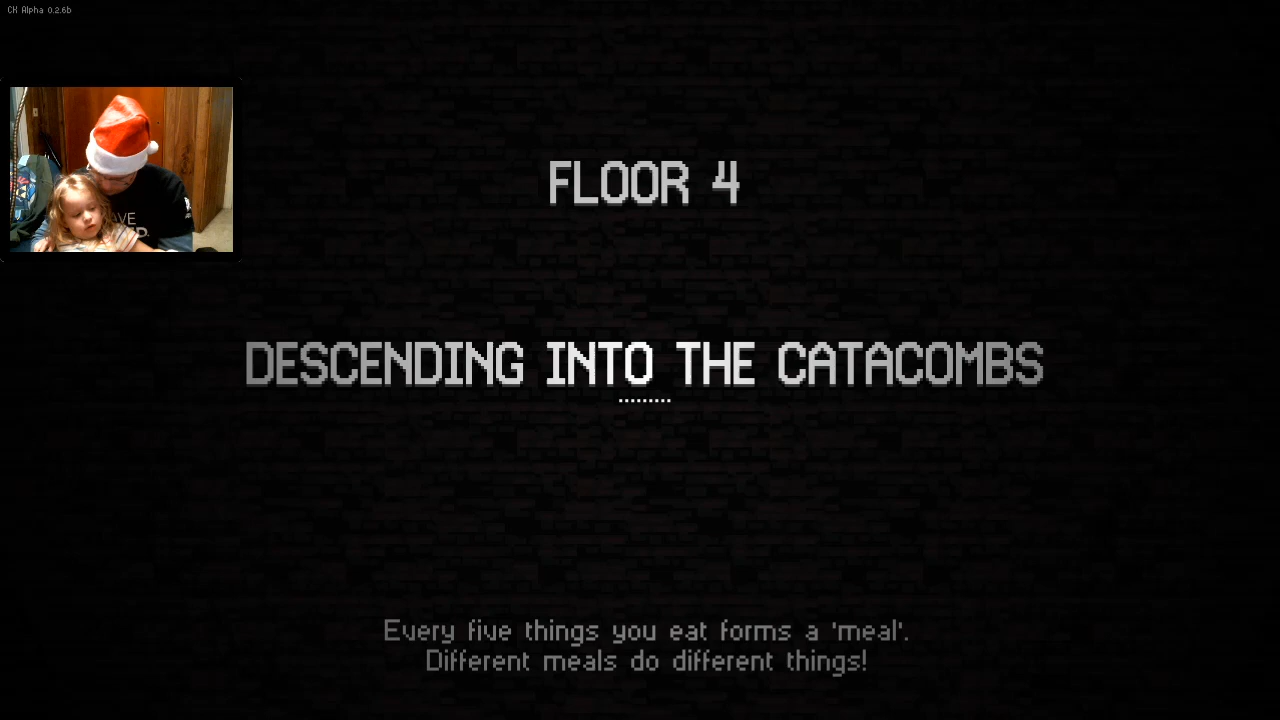 CK Alpha 0.2.6b
FLOOR 4
DESCENDING INTO THE CATACOMBS
.........
Every five things you eat forms a 'meal'.
Different meals do different things!